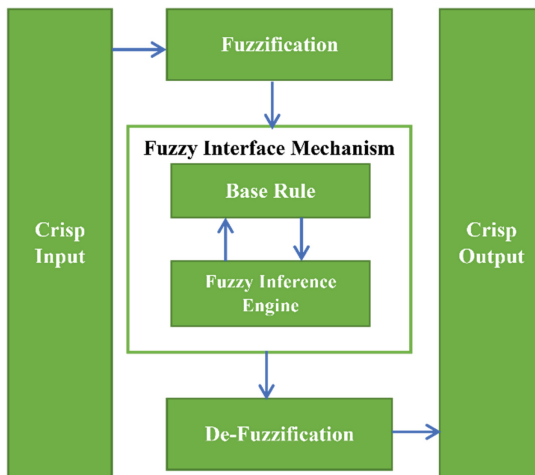 Fuzzification
Fuzzy Interface Mechanism
Base Rule
Crisp
Input
Fuzzy Inference
Engine
Crisp
Output
De-Fuzzification